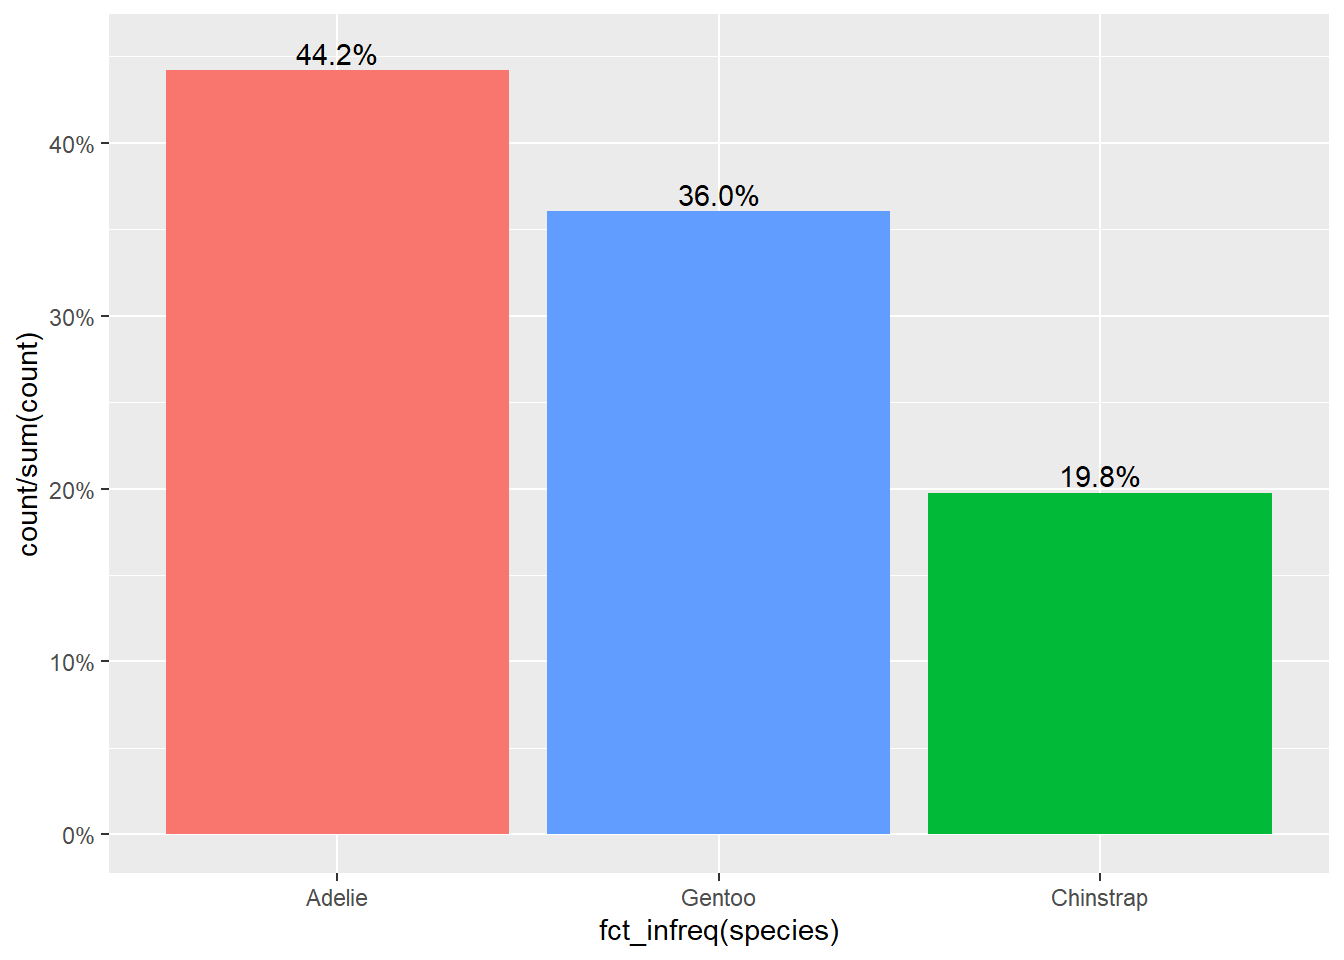 44.2%
36.0%
19.8%
40%
30%
20%
10%
0%
count/sum(count)
Adelie
Gentoo
Chinstrap
fct_infreq(species)